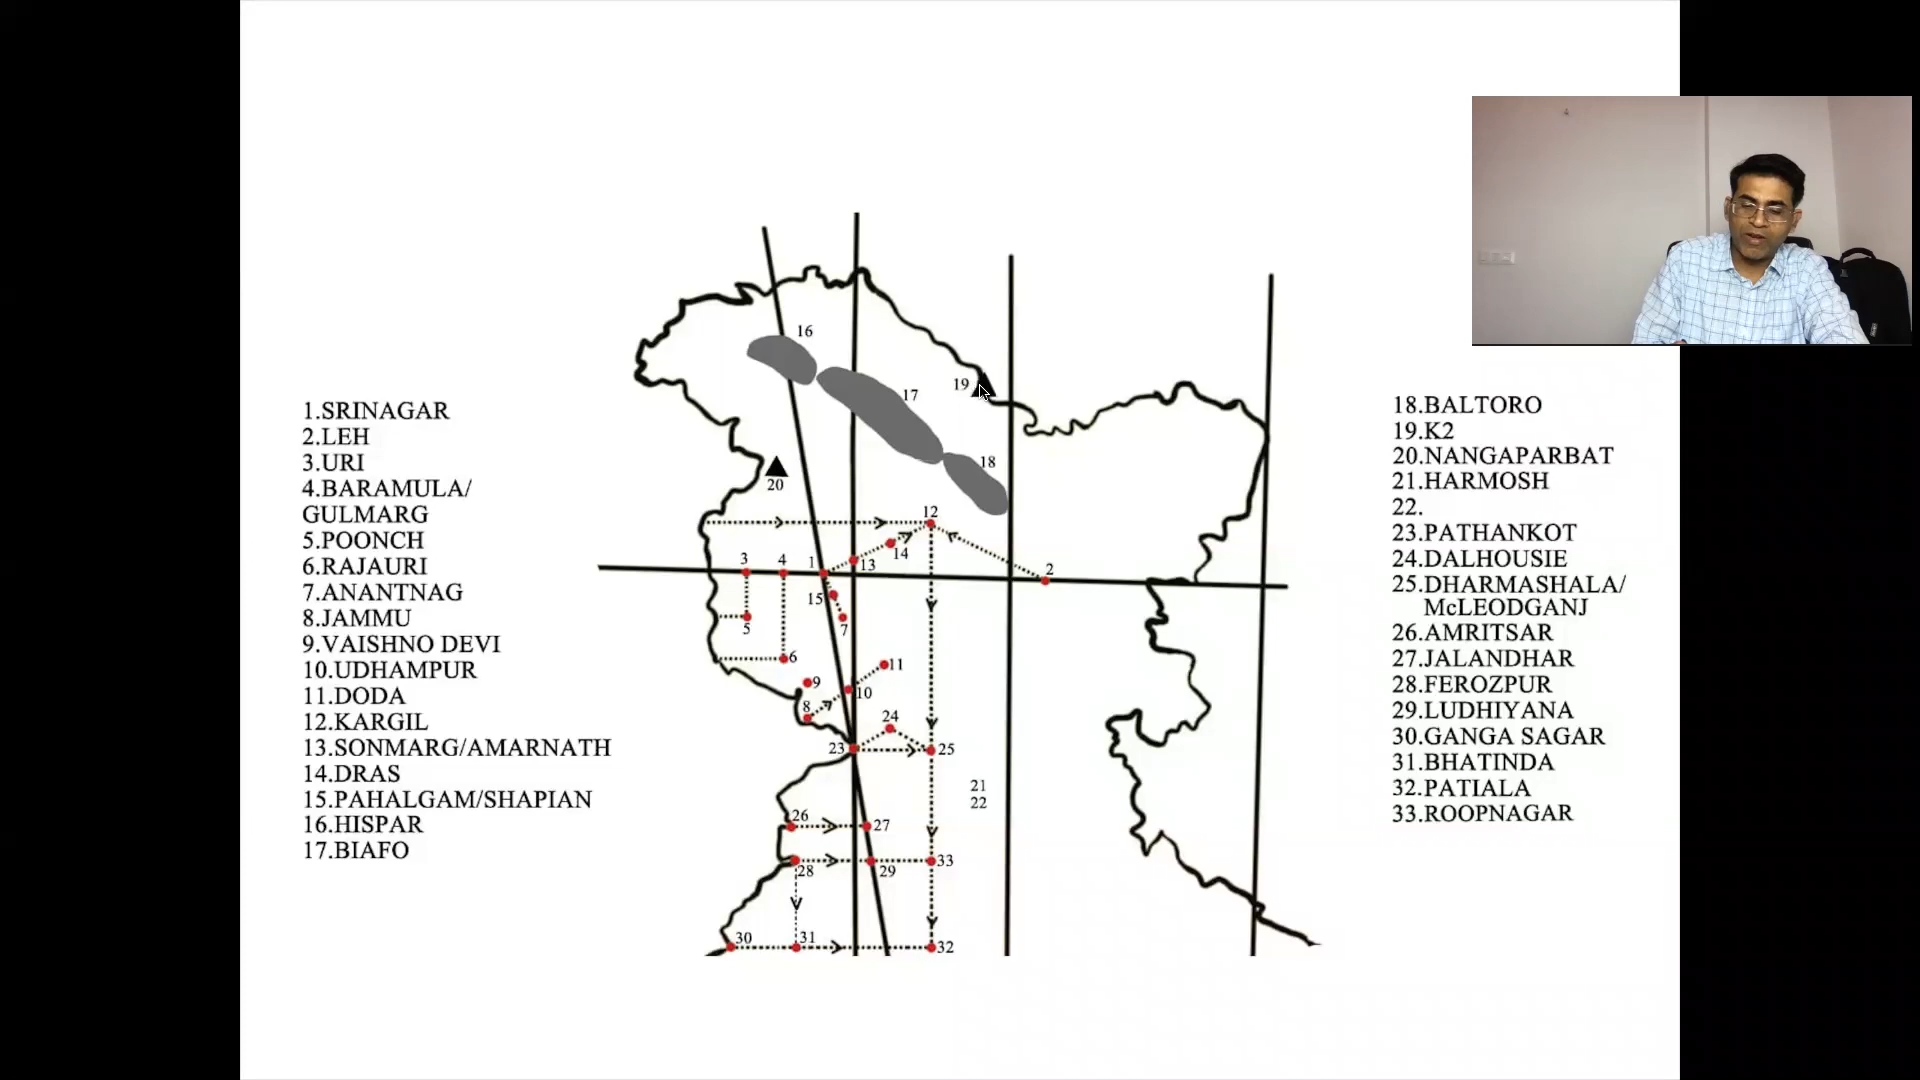 1.SRINAGAR
2.LEH
3.URI
4.BARAMULA/
GULMARG
5.POONCH
6.RAJAURI
7.ANANTNAG
8.JAMMU
9.VAISHNO DEVI
10.UDHAMPUR
11.DODA
12.KARGIL
13.SONMARG/AMARNATH
14.DRAS
15.PAHALGAM/SHAPIAN
16.HISPAR
17.BIAFO
16
19
17
18
20
12
14
3
4
1
13
2
15
5
7
6
11
9
10
8
24
23
25
21
22
26
27
28
29
33
30
31
32
18.BALTORO
19.K2
20.NANGAPARBAT
21.HARMOSH
22.
23.PATHANKOT
24.DALHOUSIE
25.DHARMASHALA/
McLEODGANJ
26.AMRITSAR
27.JALANDHAR
28.FEROZPUR
29.LUDHIYANA
30.GANGA SAGAR
31.BHATINDA
32.PATIALA
33.ROOPNAGAR